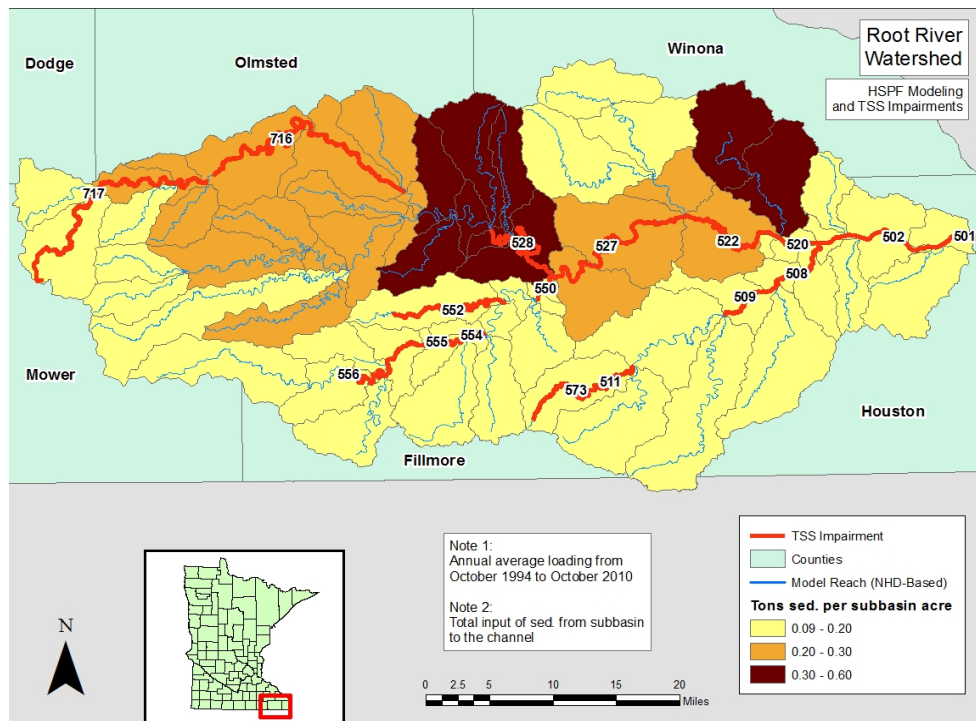 Root River
Watershed
HSPF Modeling
and TSS Impairments
Dodge
Olmsted
Winona
716
717
528
527
522
520
502
501
550
508
509
552
554
555
556
511
573
Mower
Houston
Fillmore
Note 1:
Annual average loading from
October 1994 to October 2010
Note 2:
Total input of sed. from subbasin
to the channel
TSS Impairment
Counties
Model Reach (NHD-Based)
Tons sed. per subbasin acre
0.09 - 0.20
0.20 - 0.30
0.30 - 0.60
N
0 2.5 5 10 15 20
Miles